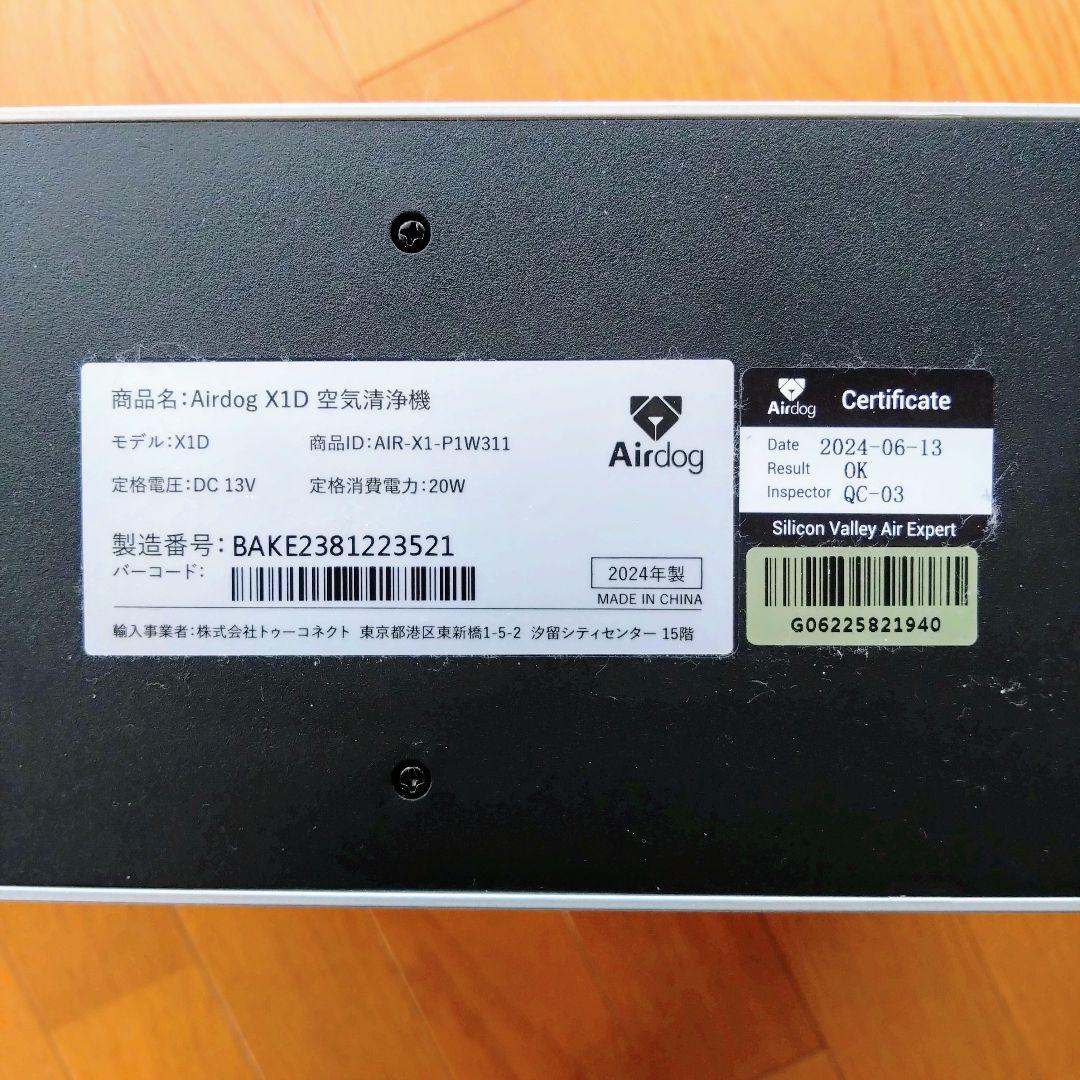 商品名:Airdog X1D 空気清浄機
モデル:X1D 商品ID:AIR-X1-P1W311
定格電圧:DC 13V 定格消費電力:20W
Airdog
製造番号:BAKE2381223521
バーコード:
2024年製
MADE IN CHINA
輸入事業者:株式会社トゥーコネクト 東京都港区東新橋1-5-2 汐留シティセンター 15階
Airdog Certificate
Date 2024-06-13
Result OK
Inspector QC-03
Silicon Valley Air Expert
G06225821940